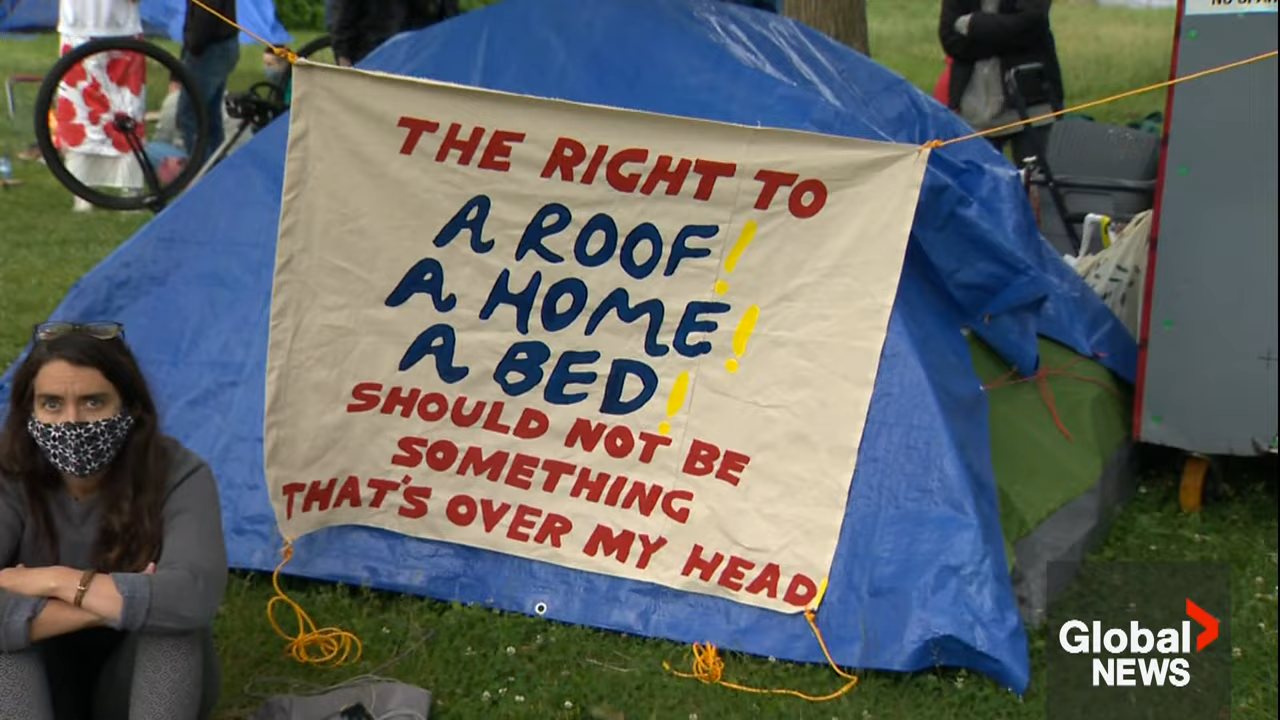 THE RIGHT TO
A ROOF!
A HOME!
A BED!
SHOULD NOT BE
SOMETHING
THAT'S OVER MY HEAD
Global
NEWS